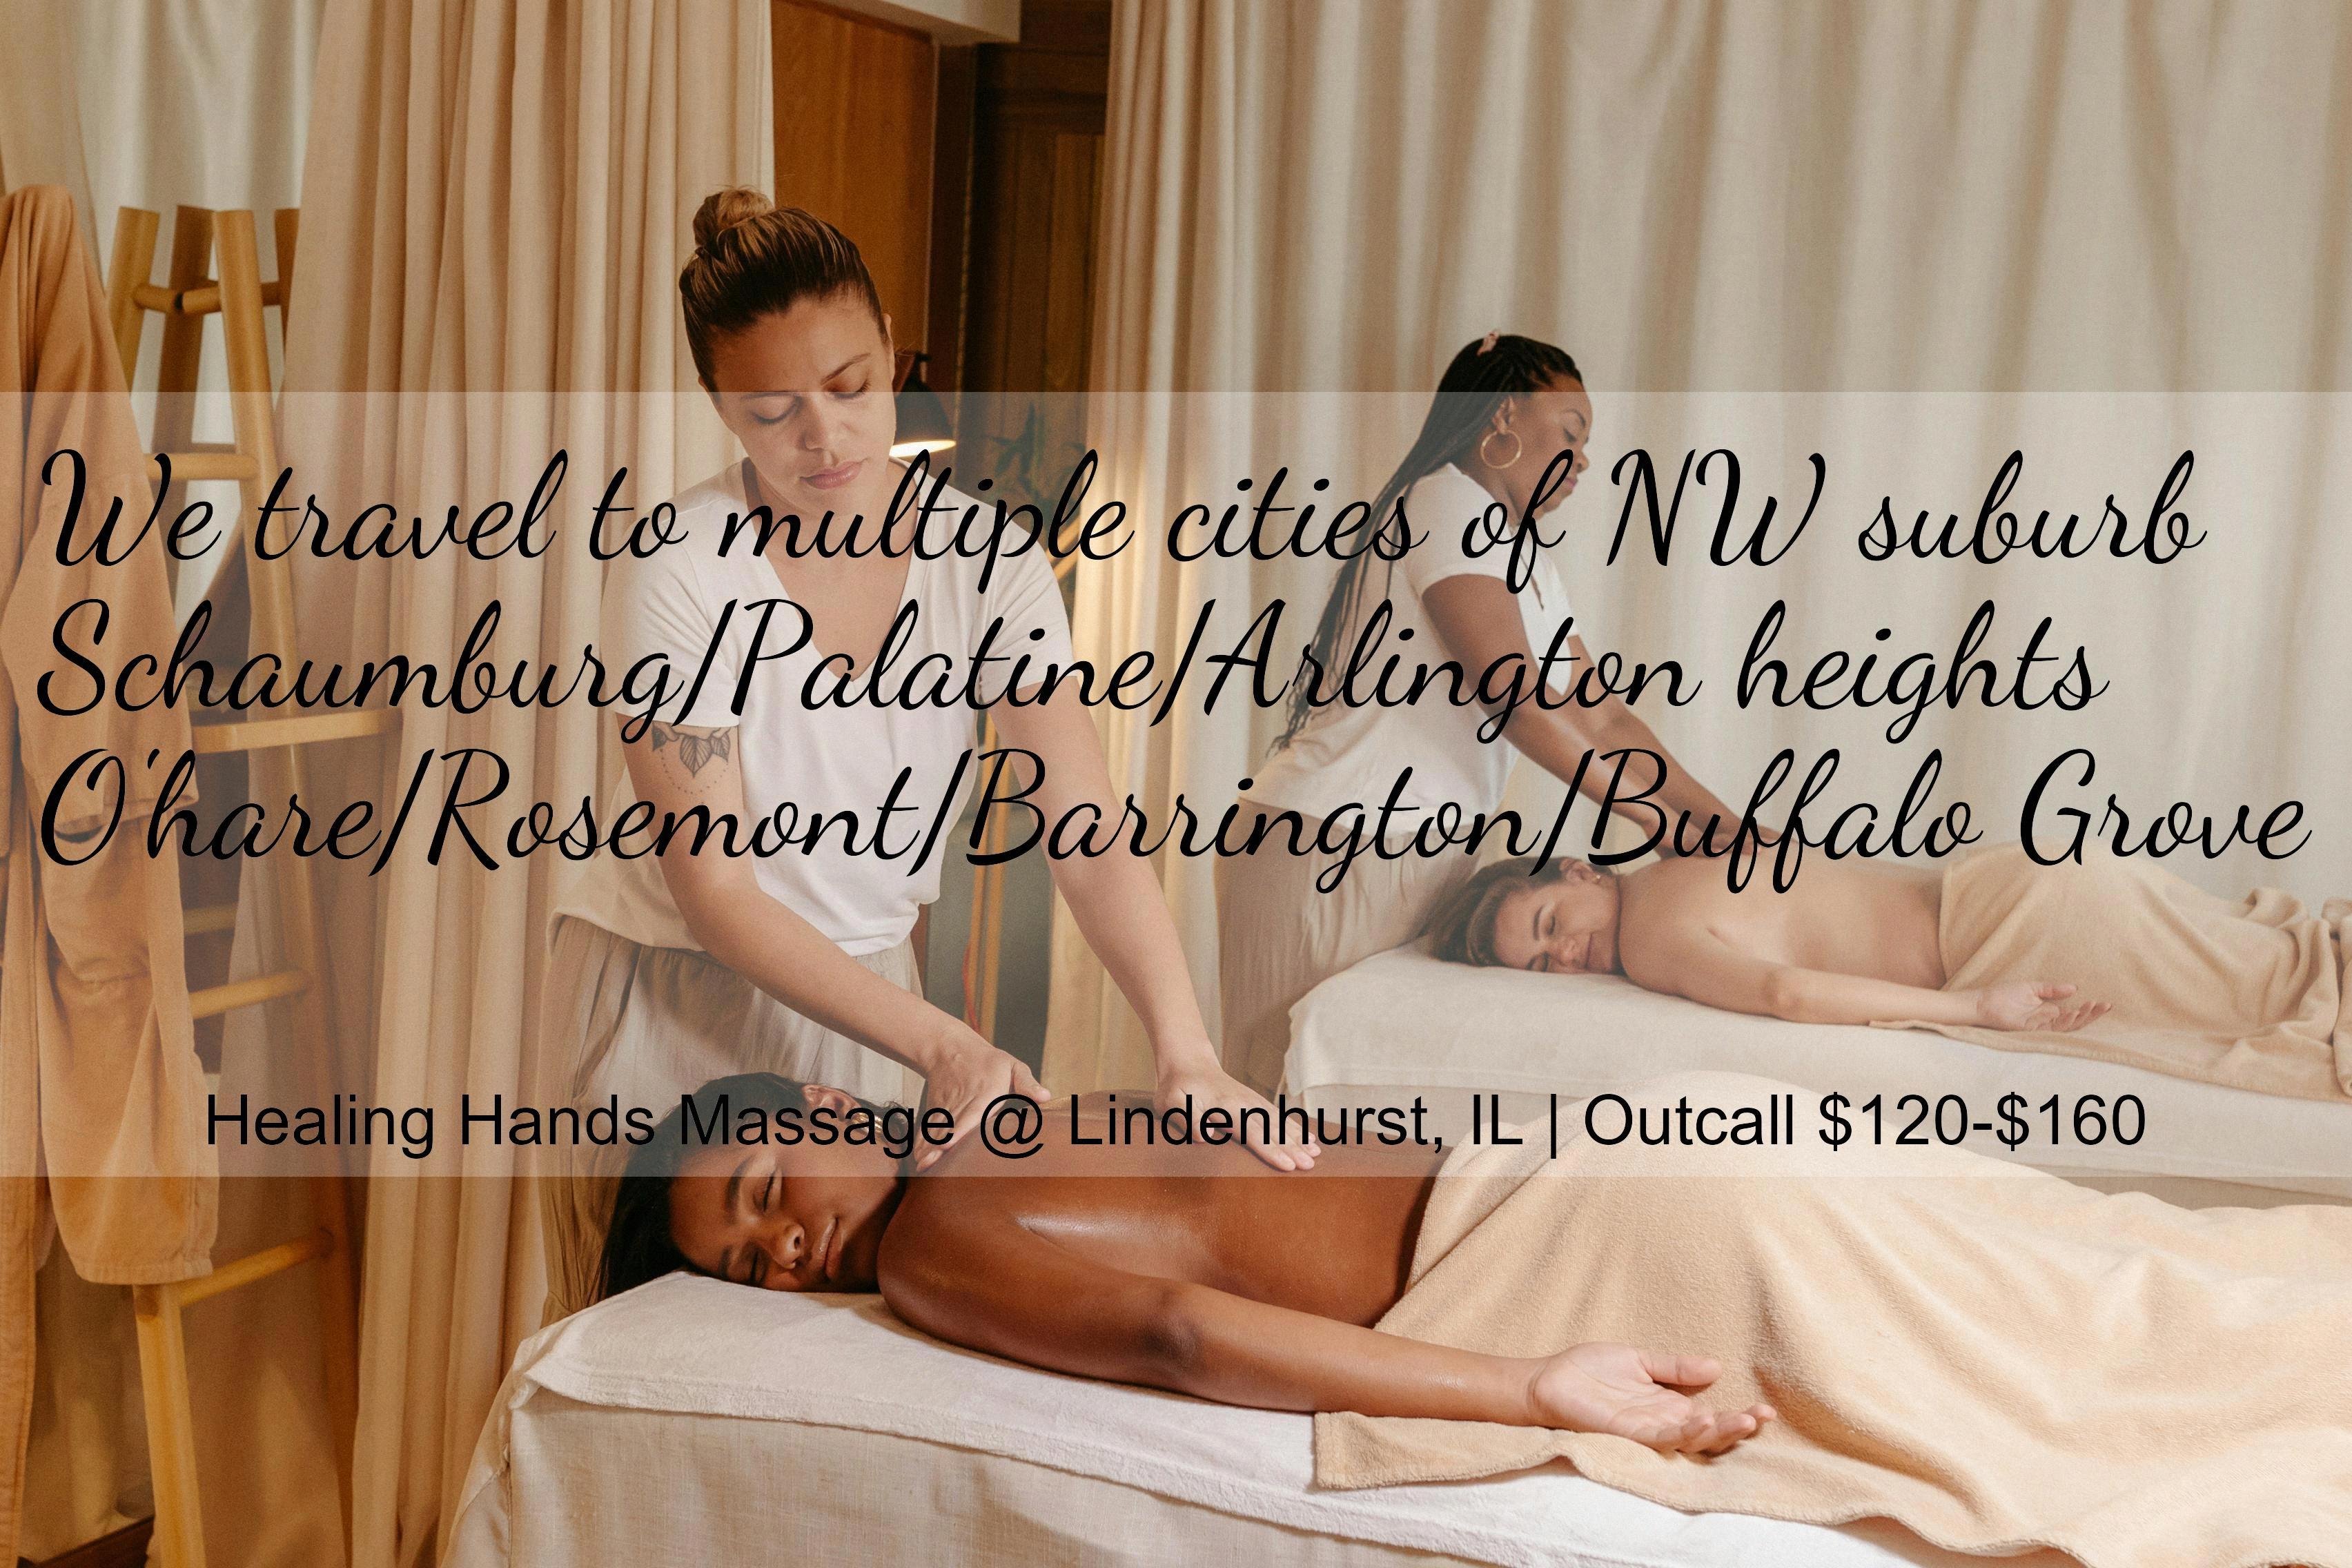 We travel to multiple cities of NW suburb
Schaumburg/Palatine/Arlington heights
O'hare/Rosemont/Barrington/Buffalo Grove
Healing Hands Massage @ Lindenhurst, IL | Outcall $120-$160